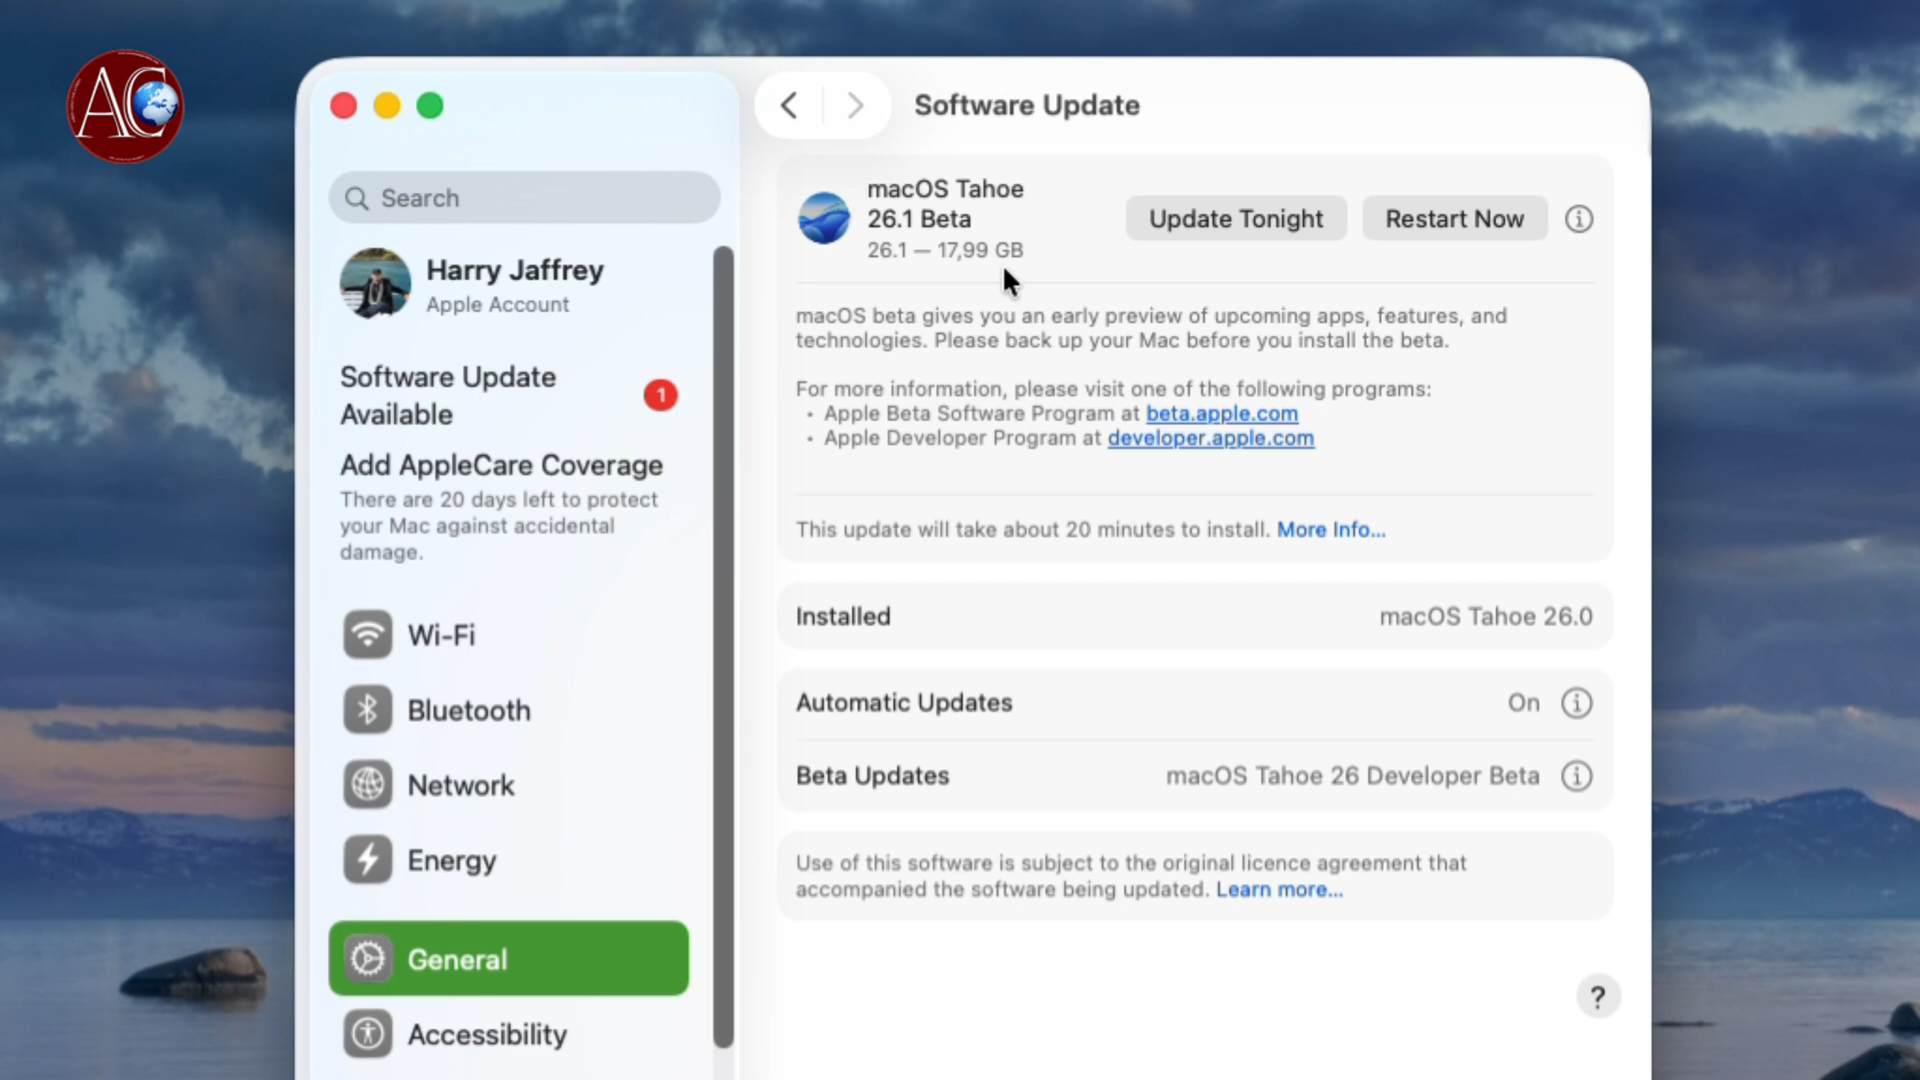 AC
Software Update
Search
Harry Jaffrey
Apple Account
Software Update
Available
1
Add AppleCare Coverage
There are 20 days left to protect
your Mac against accidental
damage.
Wi-Fi
Bluetooth
Network
Energy
General
Accessibility
macOS Tahoe
26.1 Beta
26.1 — 17,99 GB
Update Tonight
Restart Now
macOS beta gives you an early preview of upcoming apps, features, and
technologies. Please back up your Mac before you install the beta.
For more information, please visit one of the following programs:
• Apple Beta Software Program at beta.apple.com
• Apple Developer Program at developer.apple.com
This update will take about 20 minutes to install. More Info...
Installed
macOS Tahoe 26.0
Automatic Updates
On
Beta Updates
macOS Tahoe 26 Developer Beta
Use of this software is subject to the original licence agreement that
accompanied the software being updated. Learn more...
?